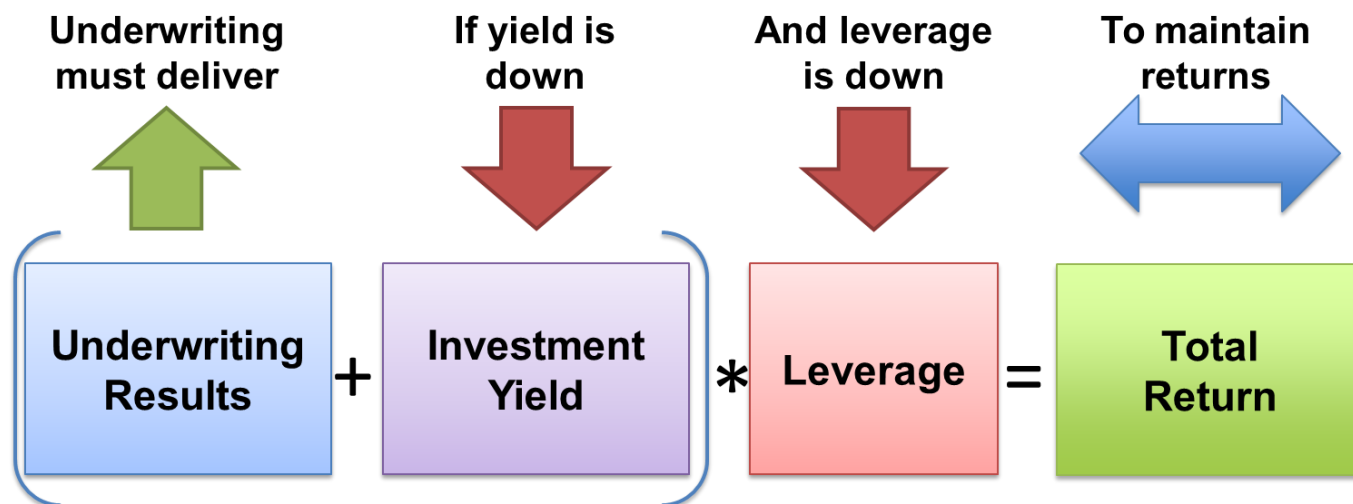 Underwriting
must deliver
If yield is
down
And leverage
is down
To maintain
returns
Underwriting
Results
+
Investment
Yield
*
Leverage
=
Total
Return